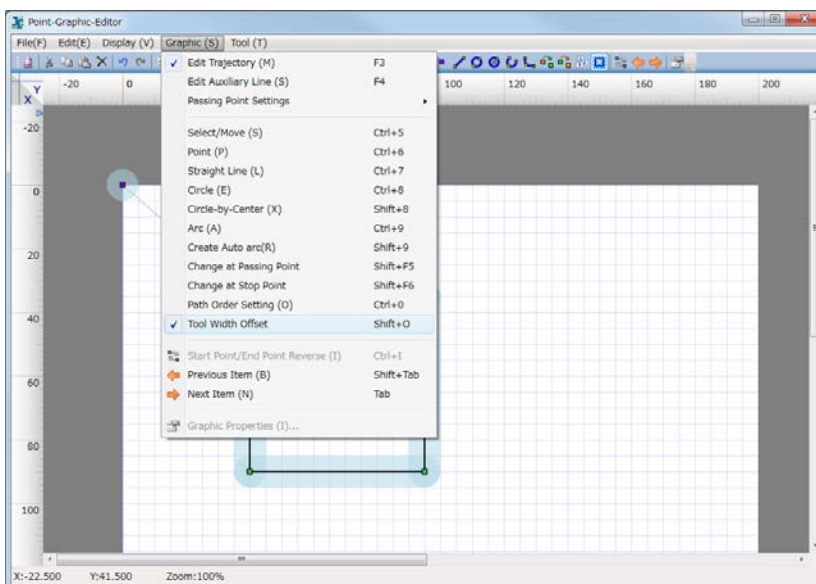 Point-Graphic-Editor
File(F) Edit(E) Display (V) Graphic (S) Tool (T)
Y
X
-20 0 100 120 140 160 180 200
Edit Trajectory (M) F3
Edit Auxiliary Line (S) F4
Passing Point Settings
-20
Select/Move (S) Ctrl+5
Point (P) Ctrl+6
Straight Line (L) Ctrl+7
0
Circle (E) Ctrl+8
Circle-by-Center (X) Shift+8
Arc (A) Ctrl+9
Create Auto arc(R) Shift+9
20
Change at Passing Point Shift+F5
Change at Stop Point Shift+F6
Path Order Setting (O) Ctrl+0
40
Tool Width Offset Shift+O
Start Point/End Point Reverse (I) Ctrl+I
Previous Item (B) Shift+Tab
60
Next Item (N) Tab
Graphic Properties (I)...
80
100
X:-22.500 Y:41.500 Zoom:100%